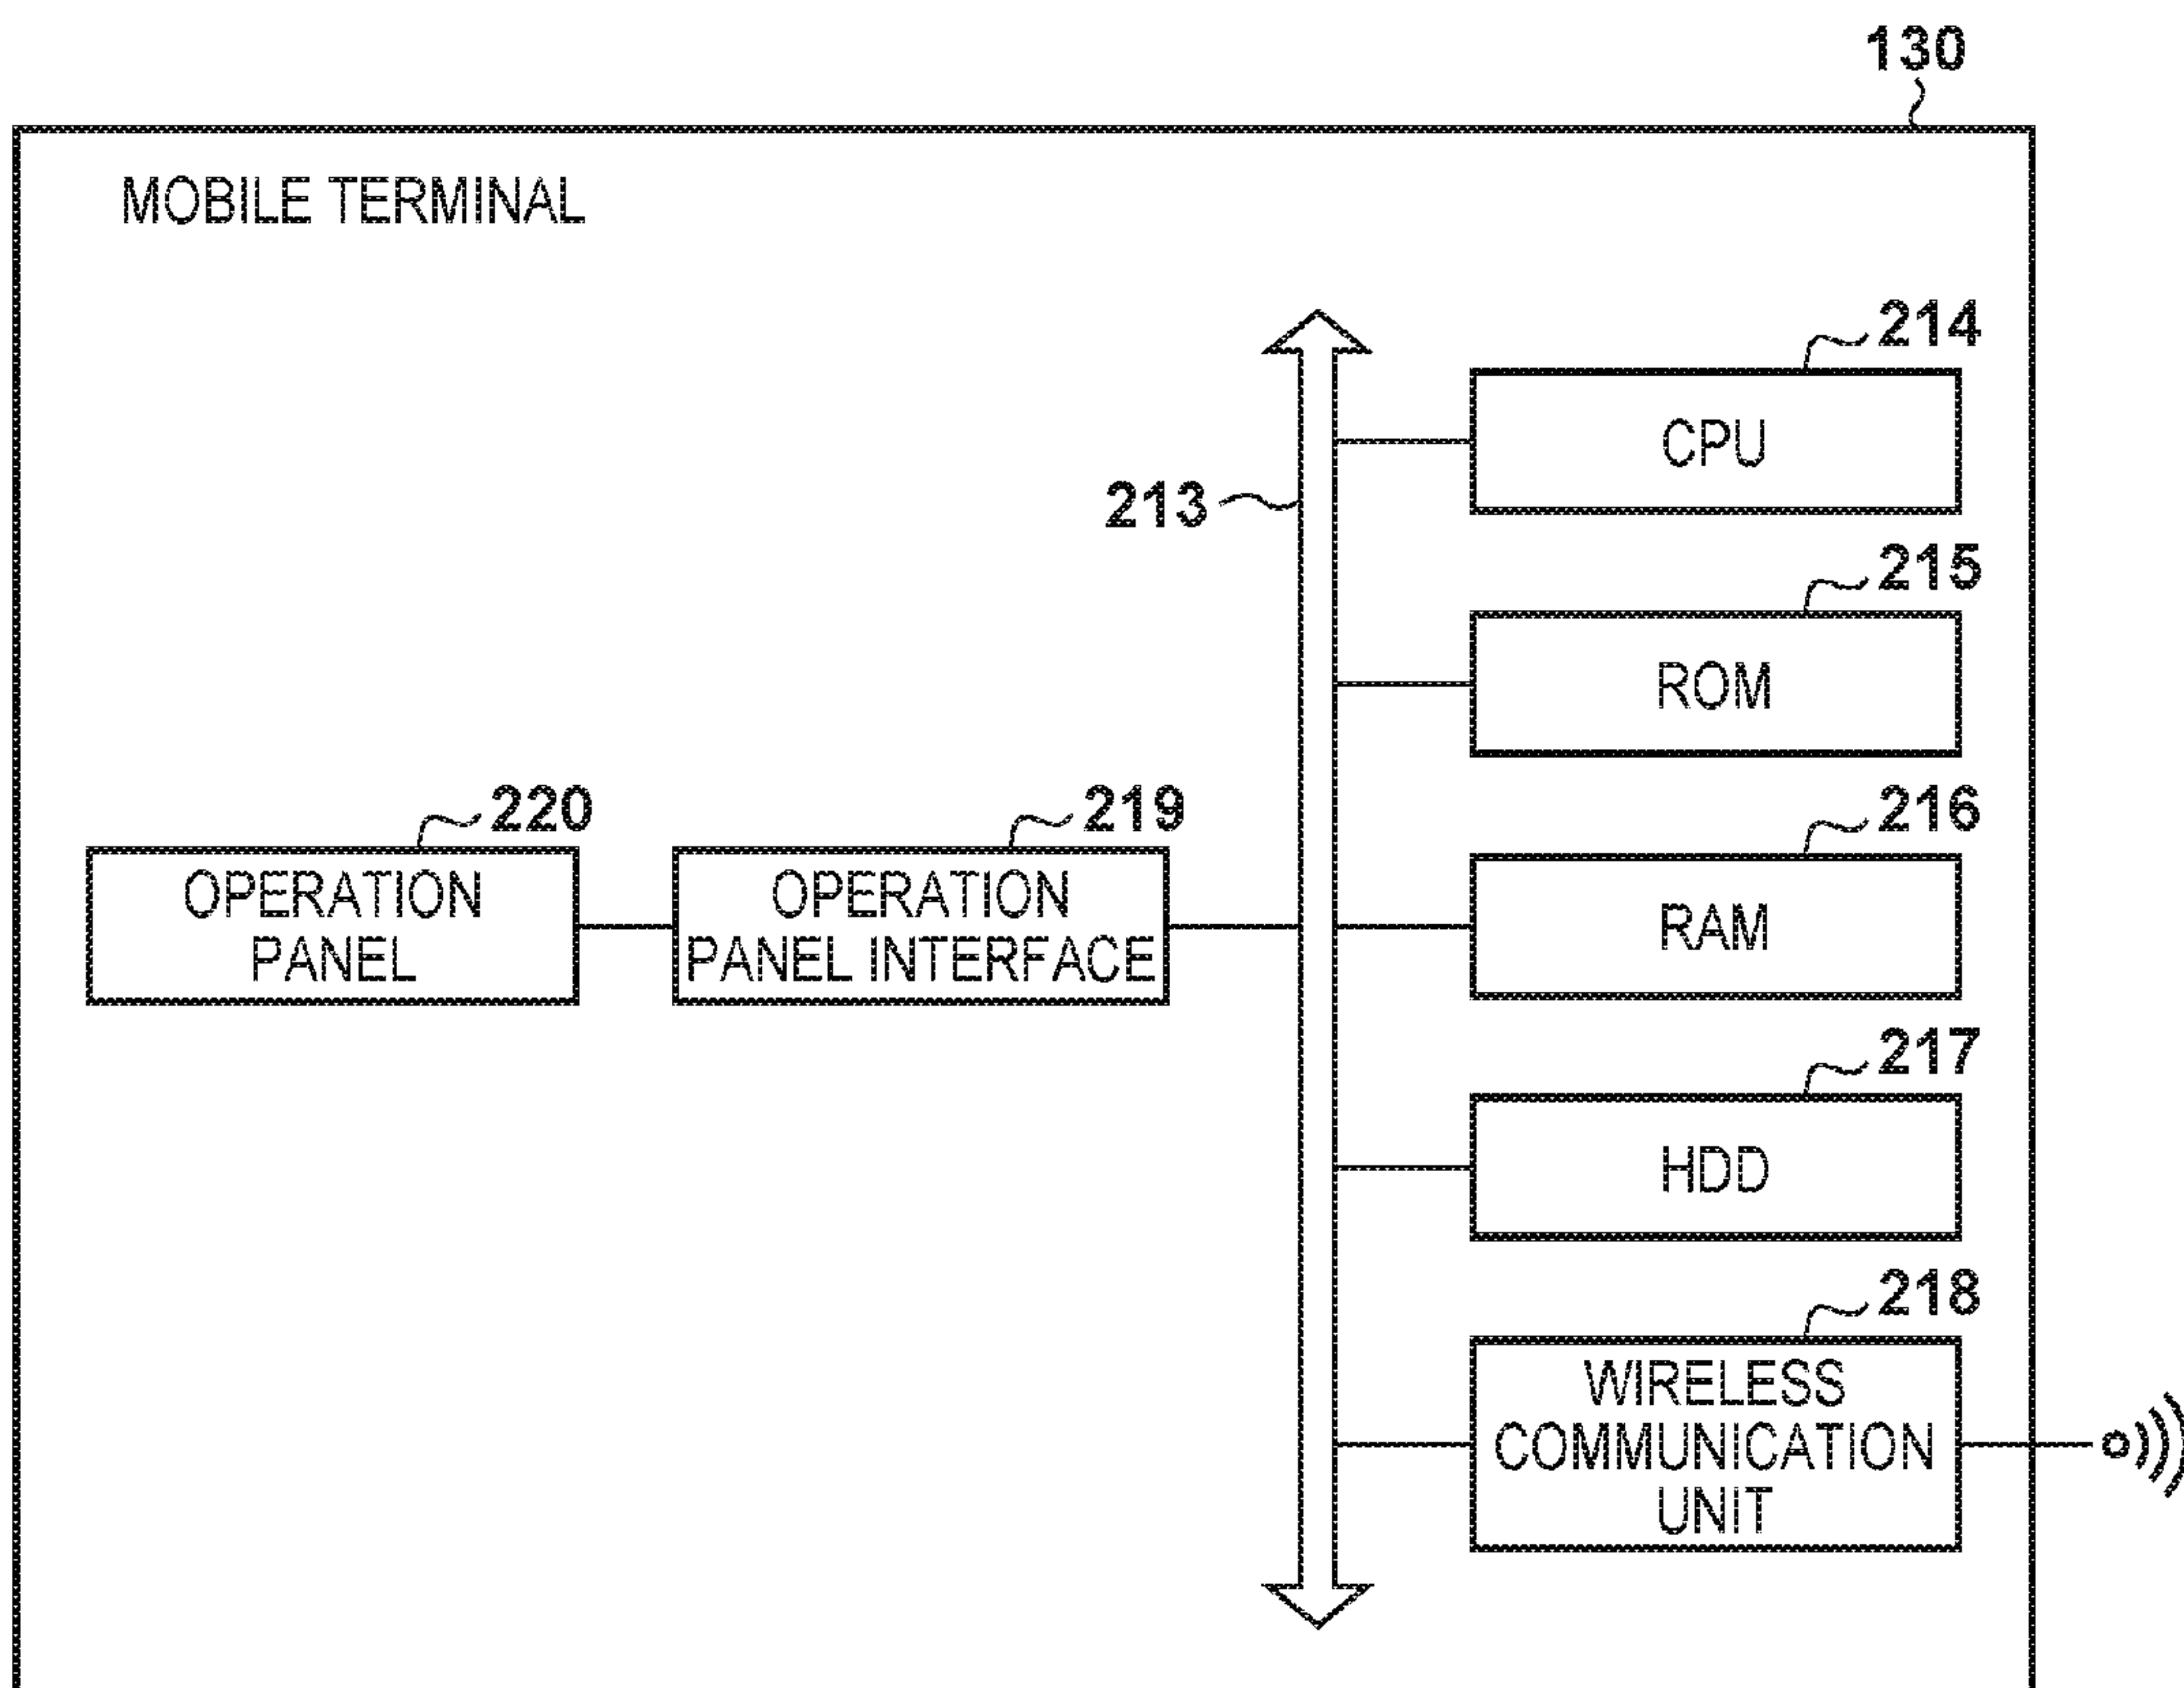 130
MOBILE TERMINAL
214
CPU
213
215
ROM
220
219
216
OPERATION
PANEL
OPERATION
PANEL INTERFACE
RAM
217
HDD
218
WIRELESS
COMMUNICATION
UNIT